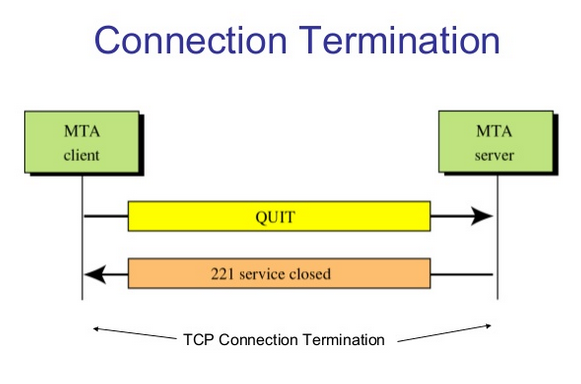 Connection Termination
MTA
client
MTA
server
QUIT
221 service closed
TCP Connection Termination